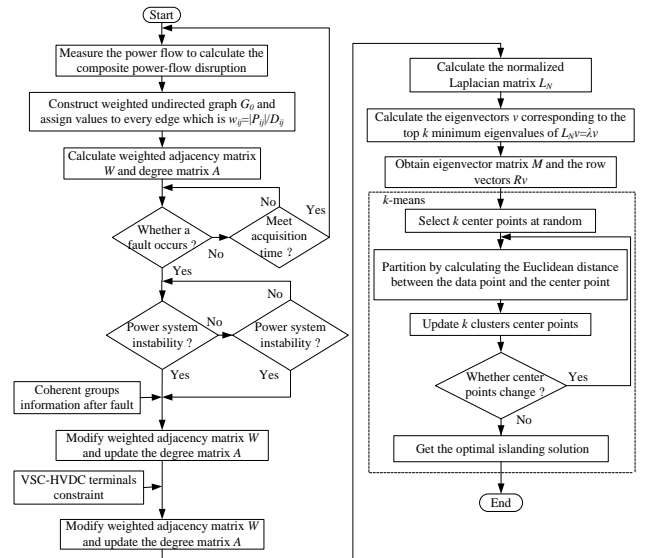 Start
Measure the power flow to calculate the
composite power-flow disruption
Construct weighted undirected graph G0 and
assign values to every edge which is wij=|Pij|/Dij
Calculate weighted adjacency matrix
W and degree matrix A
No
Yes
Whether a
fault occurs ?
No
Meet
acquisition
time ?
Yes
No
Power system
instability ?
No
Power system
instability ?
Yes
Yes
Coherent groups
information after fault
Modify weighted adjacency matrix W
and update the degree matrix A
VSC-HVDC terminals
constraint
Modify weighted adjacency matrix W
and update the degree matrix A
Calculate the normalized
Laplacian matrix LN
Calculate the eigenvectors v corresponding to the
top k minimum eigenvalues of LNv=λv
Obtain eigenvector matrix M and the row
vectors Rv
k-means
Select k center points at random
Partition by calculating the Euclidean distance
between the data point and the center point
Update k clusters center points
Whether center
points change ?
Yes
No
Get the optimal islanding solution
End